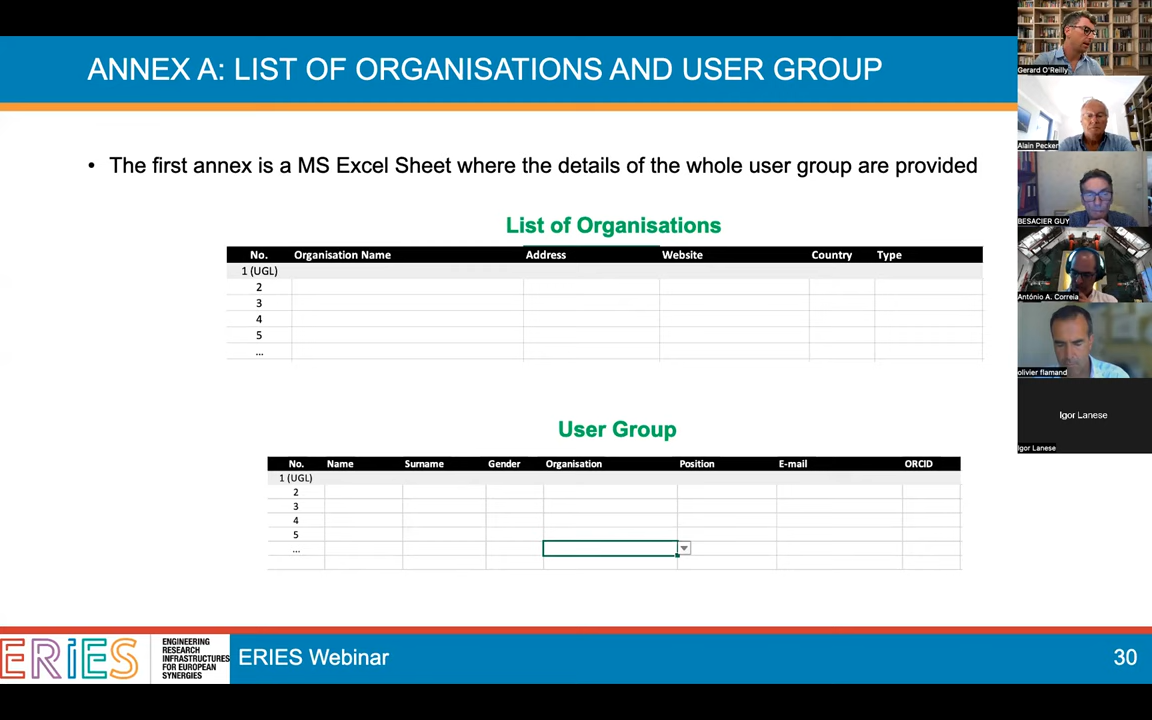 ANNEX A: LIST OF ORGANISATIONS AND USER GROUP
• The first annex is a MS Excel Sheet where the details of the whole user group are provided
List of Organisations
No. Organisation Name Address Website Country Type
1 (UGL)
2
3
4
5
...
User Group
No. Name Surname Gender Organisation Position E-mail ORCID
1 (UGL)
2
3
4
5
...
ERIES
ENGINEERING
RESEARCH
INFRASTRUCTURES
FOR EUROPEAN
SYNERGIES
ERIES Webinar
30
Gerard O'Reilly
Alain Pecker
BESACIER GUY
António A. Correia
olivier flamand
Igor Lanese
Igor Lanese